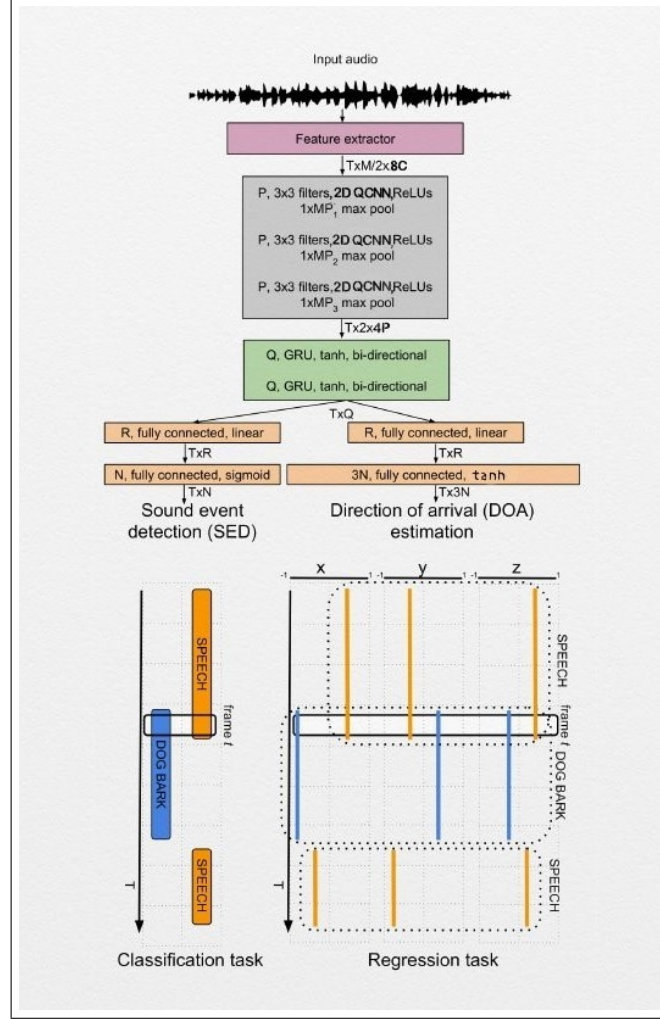 Input audio
Feature extractor
TxM/2x8C
P, 3x3 filters,2D QCNN,ReLUs
1xMP1 max pool
P, 3x3 filters,2D QCNN,ReLUs
1xMP2 max pool
P, 3x3 filters,2D QCNN,ReLUs
1xMP3 max pool
Tx2x4P
Q, GRU, tanh, bi-directional
Q, GRU, tanh, bi-directional
TxQ
R, fully connected, linear
R, fully connected, linear
TxR
TxR
N, fully connected, sigmoid
3N, fully connected, tanh
TxN
Tx3N
Sound event
detection (SED)
Direction of arrival (DOA)
estimation
-1 x 1 -1 y 1 -1 z 1
SPEECH
SPEECH
frame t
frame t
DOG BARK
DOG BARK
SPEECH
SPEECH
T
T
Classification task
Regression task